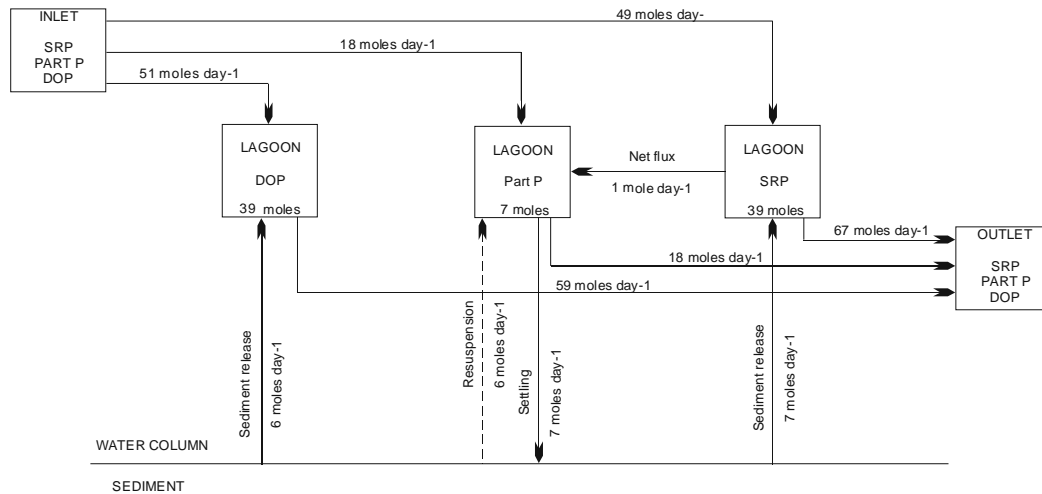 INLET
SRP
PART P
DOP
49 moles day-
18 moles day-1
51 moles day-1
LAGOON
DOP
39 moles
LAGOON
Part P
7 moles
Net flux
1 mole day-1
LAGOON
SRP
39 moles
67 moles day-1
18 moles day-1
59 moles day-1
OUTLET
SRP
PART P
DOP
Sediment release
6 moles day-1
Resuspension
6 moles day-1
Settling
7 moles day-1
Sediment release
7 moles day-1
WATER COLUMN
SEDIMENT